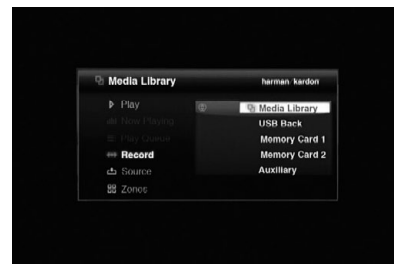 Media Library
harman/kardon
Play
Now Playing
Play Queue
Record
Source
Zones
Media Library
USB Back
Memory Card 1
Memory Card 2
Auxiliary